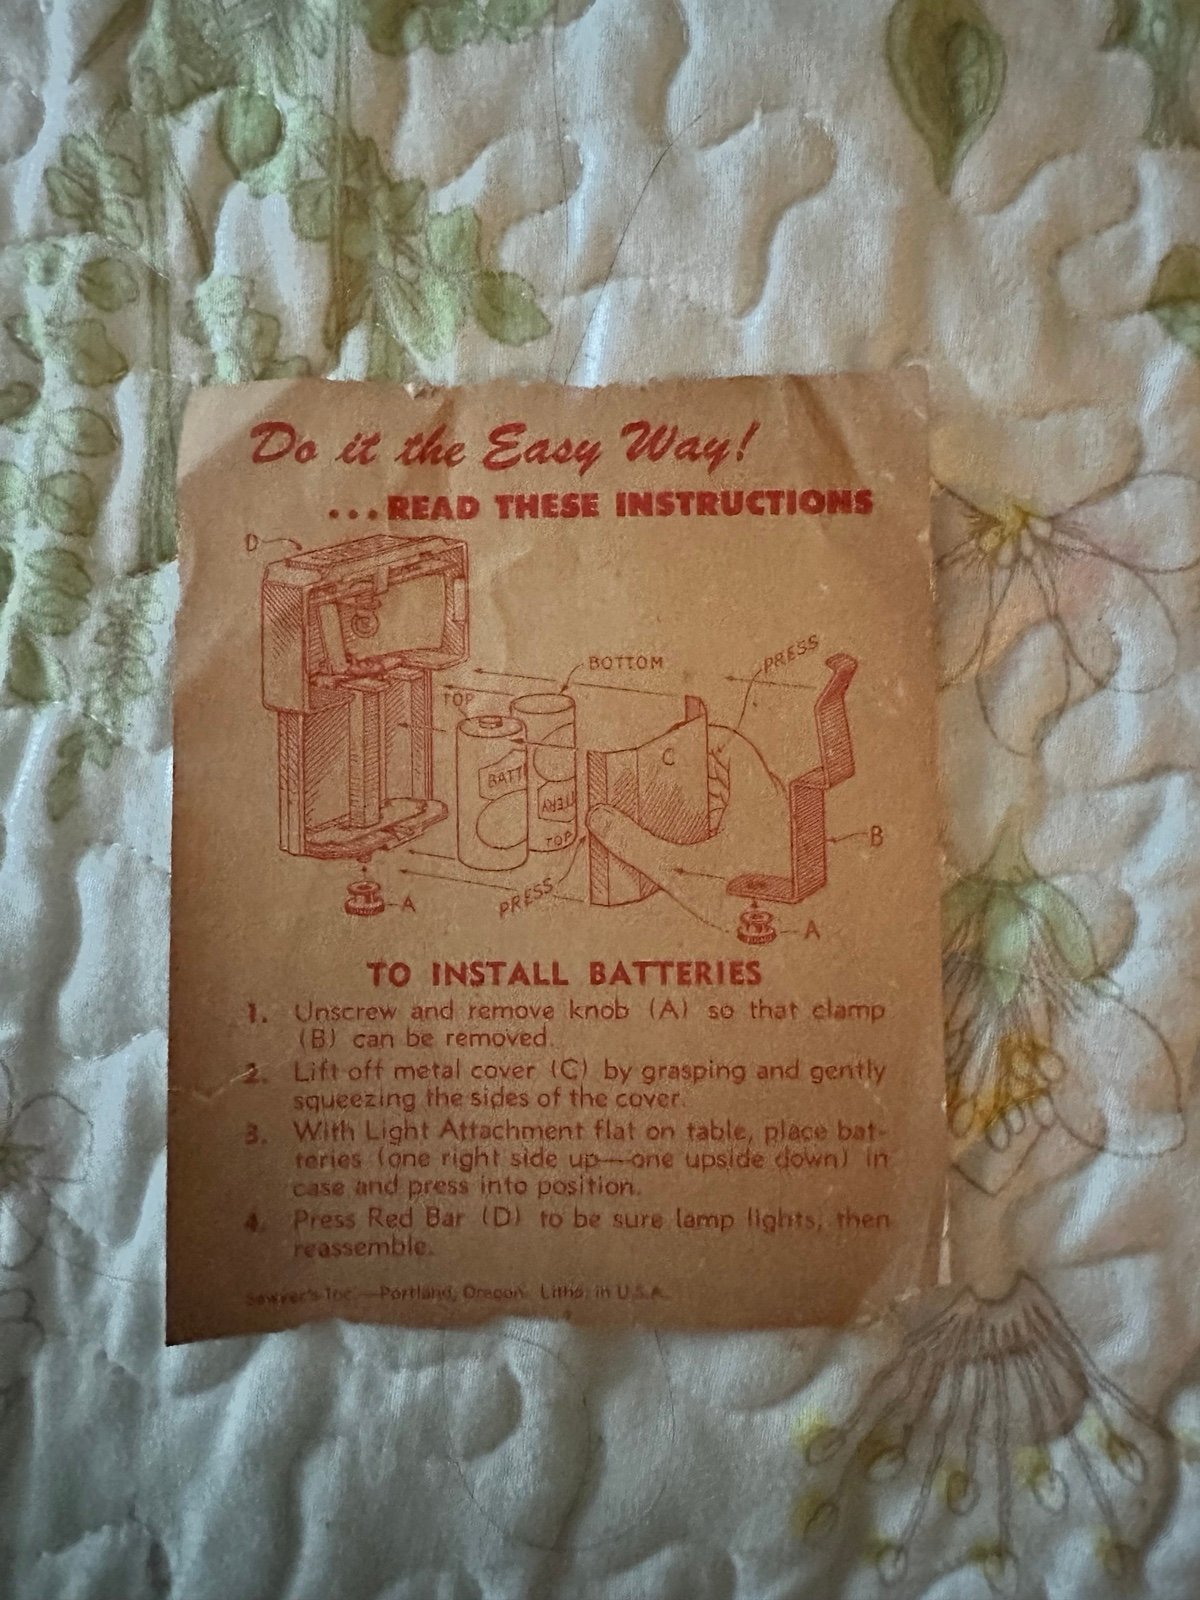 Do it the Easy Way!
...READ THESE INSTRUCTIONS
D
BOTTOM
PRESS
TOP
C
BATT
TERY
TOP
B
PRESS
A
A
TO INSTALL BATTERIES
1. Unscrew and remove knob (A) so that clamp
(B) can be removed.
2. Lift off metal cover (C) by grasping and gently
squeezing the sides of the cover.
3. With Light Attachment flat on table, place bat-
teries (one right side up—one upside down) in
case and press into position.
4. Press Red Bar (D) to be sure lamp lights, then
reassemble.
Sawyer's Inc.—Portland, Oregon. Litho. in U.S.A.